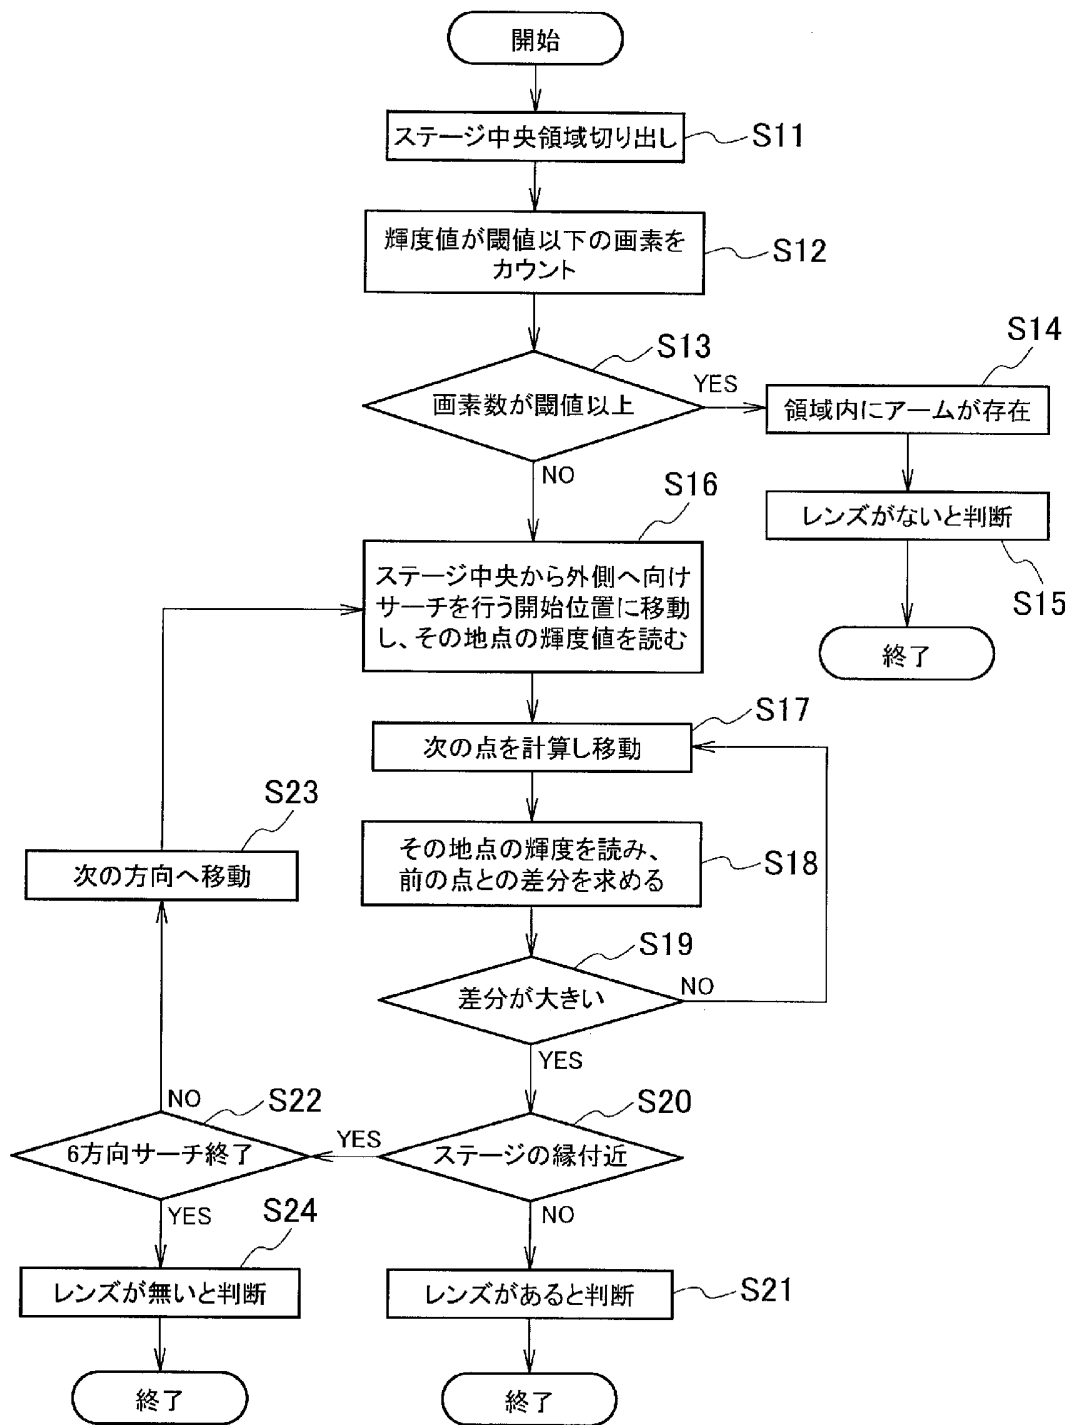 開始
ステージ中央領域切り出し
S11
輝度値が閾値以下の画素を
カウント
S12
S13
画素数が閾値以上
YES
NO
S14
領域内にアームが存在
レンズがないと判断
S15
終了
S16
ステージ中央から外側へ向け
サーチを行う開始位置に移動
し、その地点の輝度値を読む
S17
次の点を計算し移動
その地点の輝度を読み、
前の点との差分を求める
S18
S19
差分が大きい
NO
YES
S20
ステージの縁付近
YES
NO
S23
次の方向へ移動
NO
S22
6方向サーチ終了
YES
S24
レンズが無いと判断
終了
レンズがあると判断
S21
終了